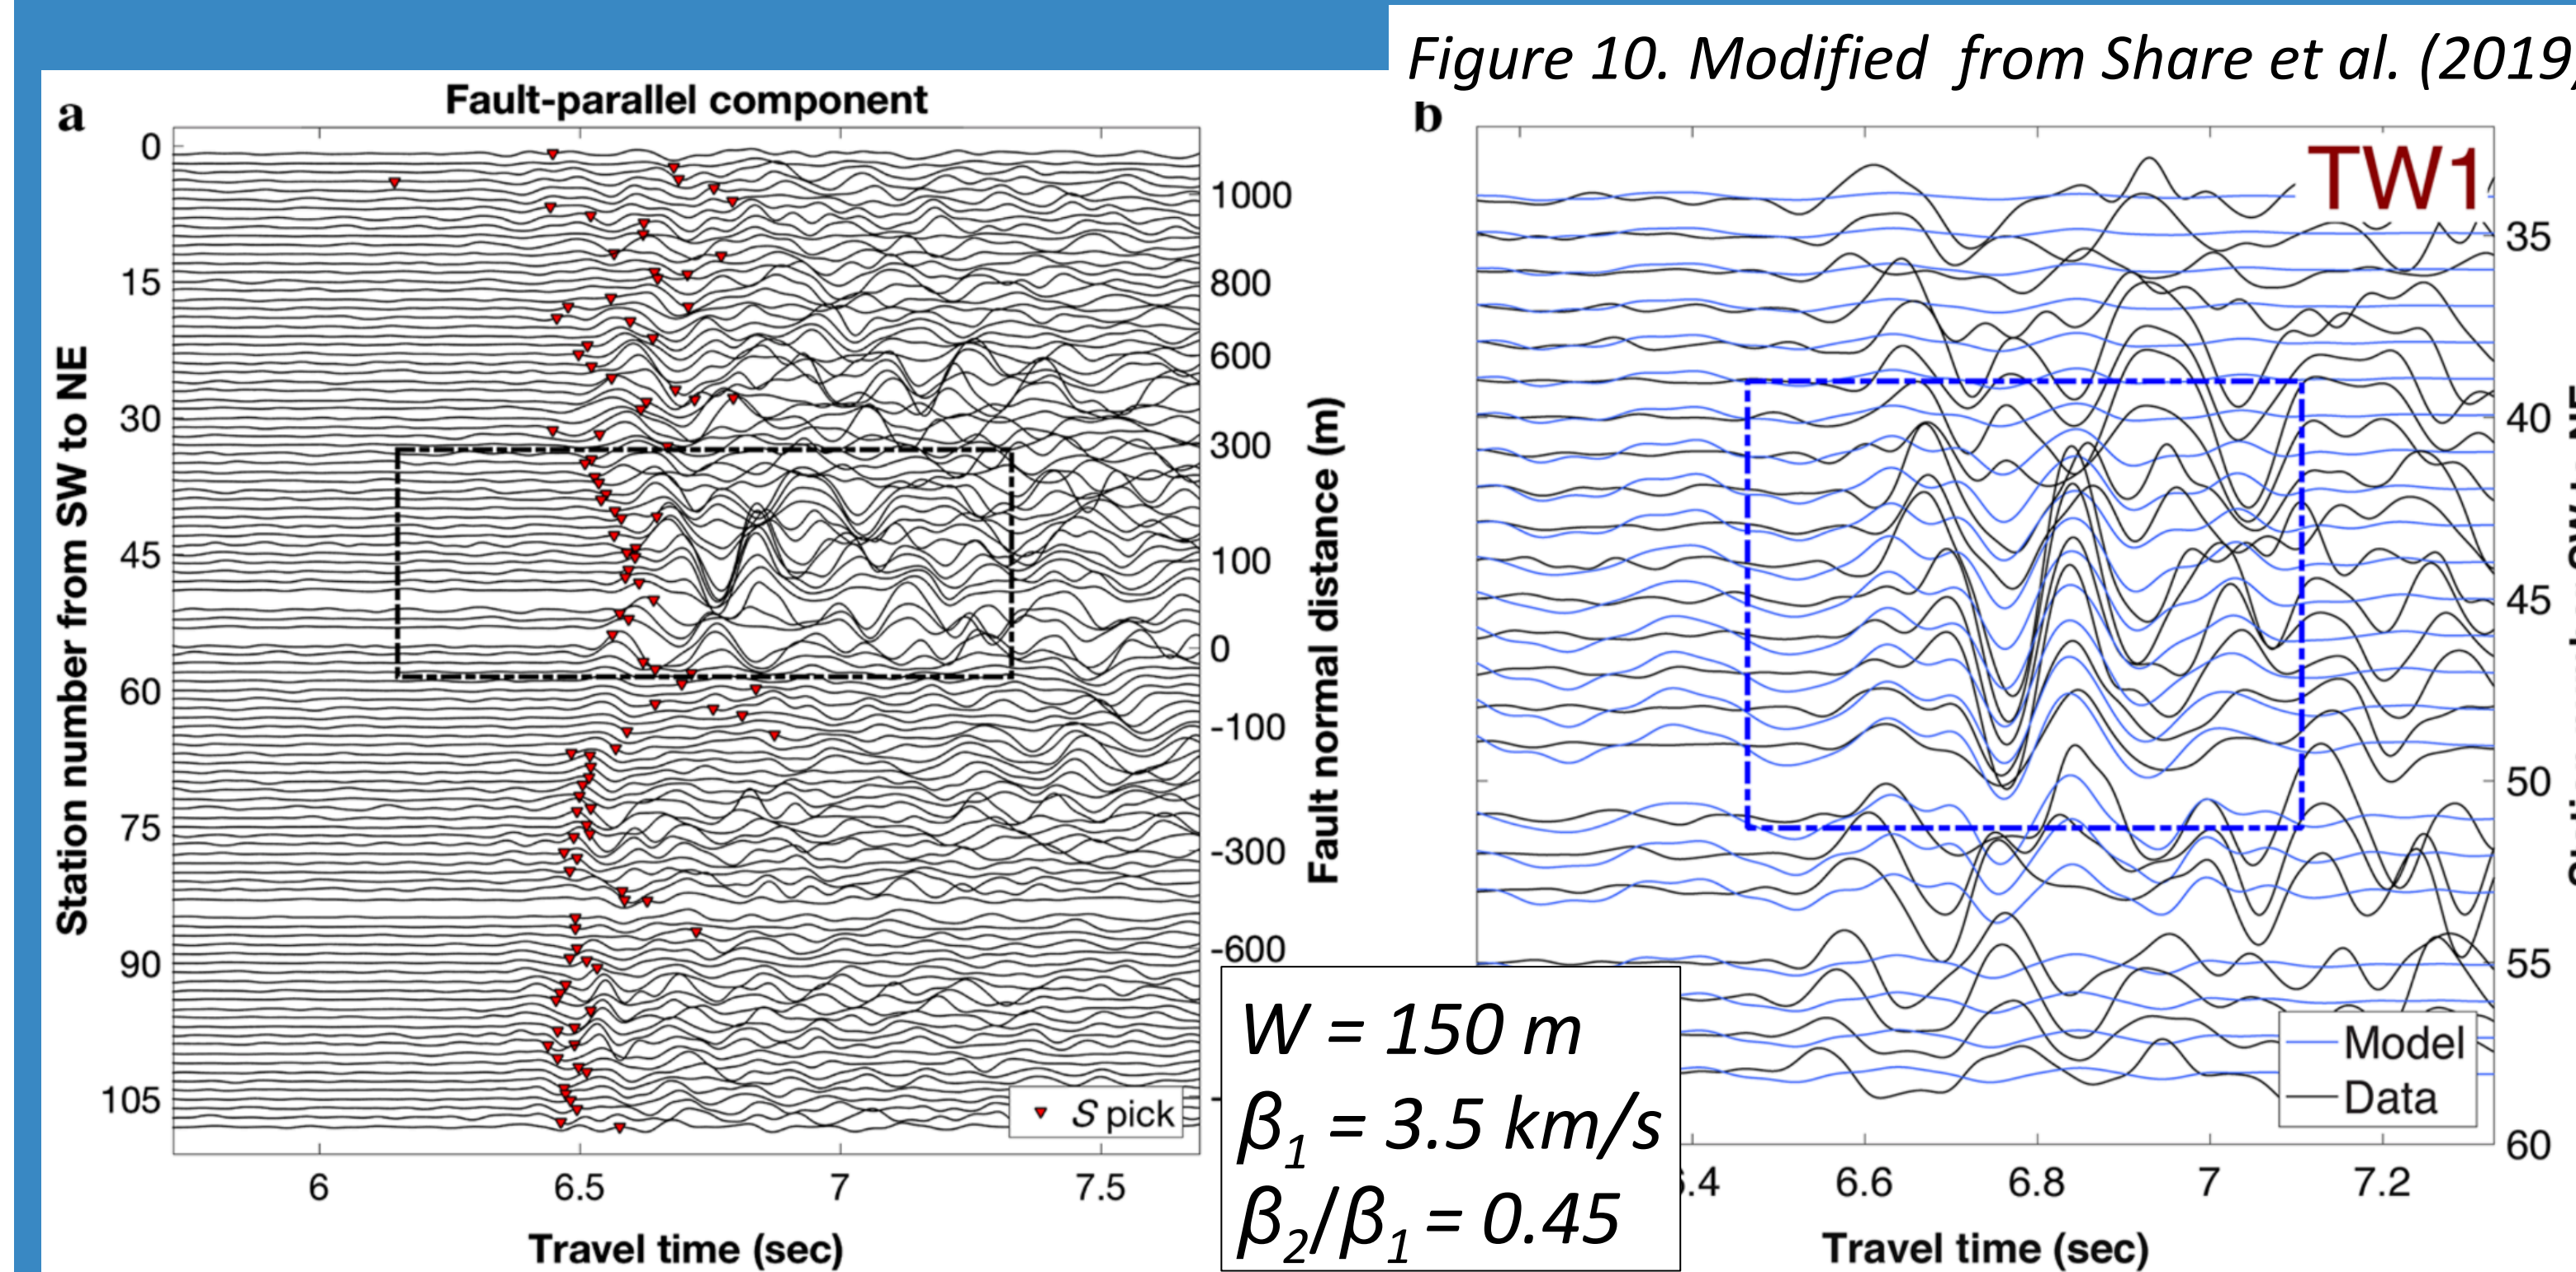 Figure 10. Modified from Share et al. (2019)
a
Fault-parallel component
b
TW1
Station number from SW to NE
0
15
30
45
60
75
90
105
1000
800
600
300
100
0
-100
-300
-600
Fault normal distance (m)
S pick
6
6.5
7
7.5
Travel time (sec)
W = 150 m
β1 = 3.5 km/s
β2/β1 = 0.45
35
40
45
50
55
60
Model
Data
6.6
6.8
7
7.2
Travel time (sec)